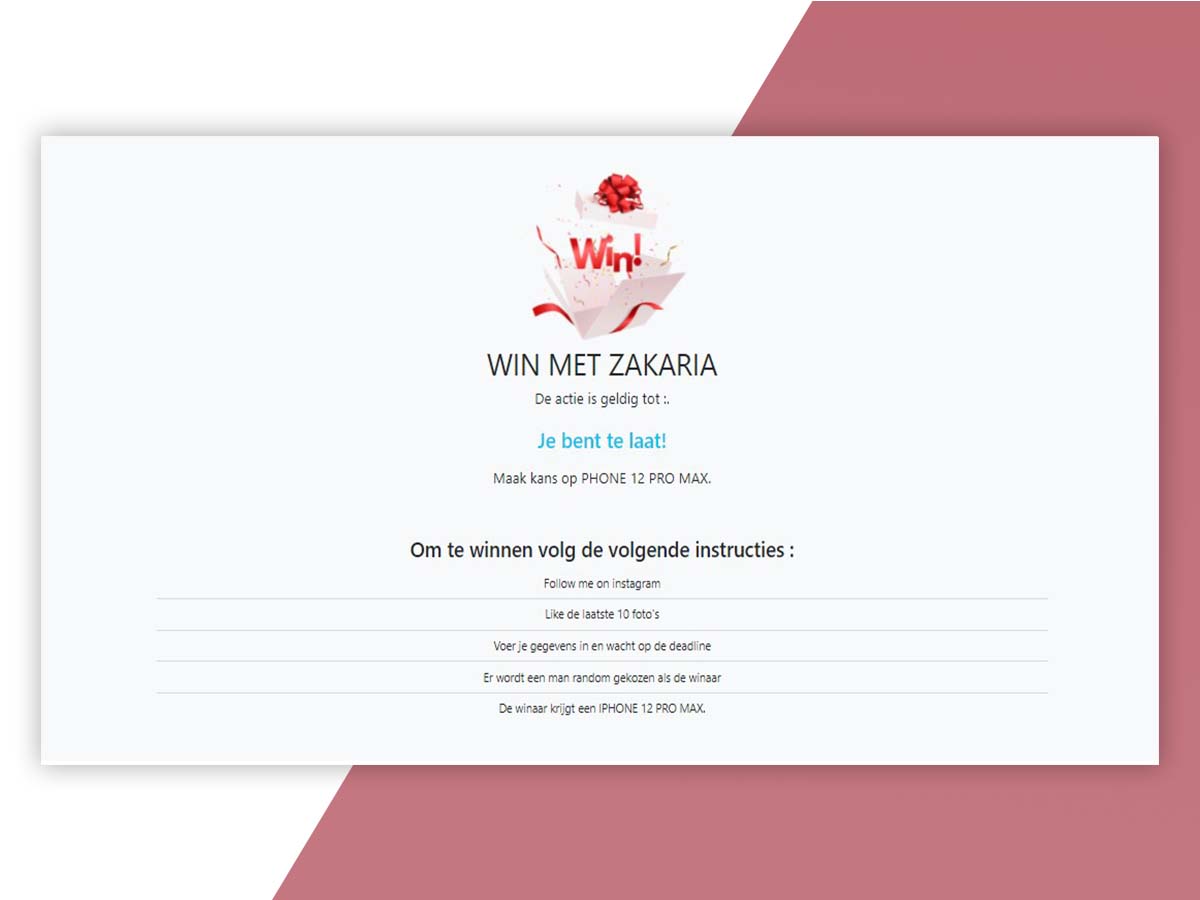 Win!
WIN MET ZAKARIA
De actie is geldig tot :.
Je bent te laat!
Maak kans op PHONE 12 PRO MAX.
Om te winnen volg de volgende instructies :
Follow me on instagram
Like de laatste 10 foto's
Voer je gegevens in en wacht op de deadline
Er wordt een man random gekozen als de winaar
De winaar krijgt een IPHONE 12 PRO MAX.